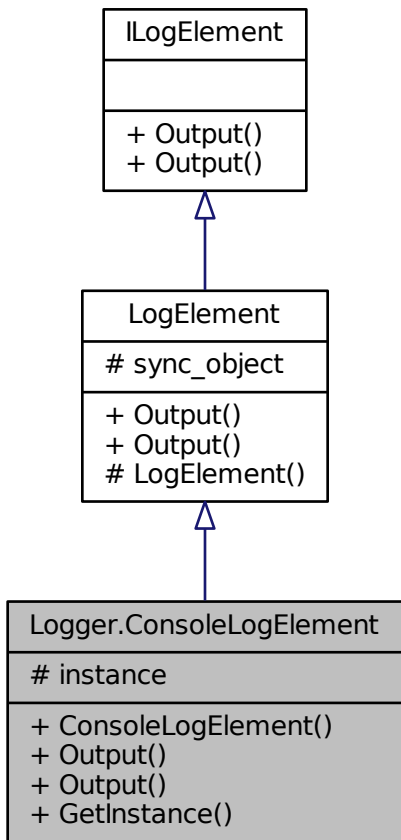 ILogElement
+ Output()
+ Output()
LogElement
# sync_object
+ Output()
+ Output()
# LogElement()
Logger.ConsoleLogElement
# instance
+ ConsoleLogElement()
+ Output()
+ Output()
+ GetInstance()